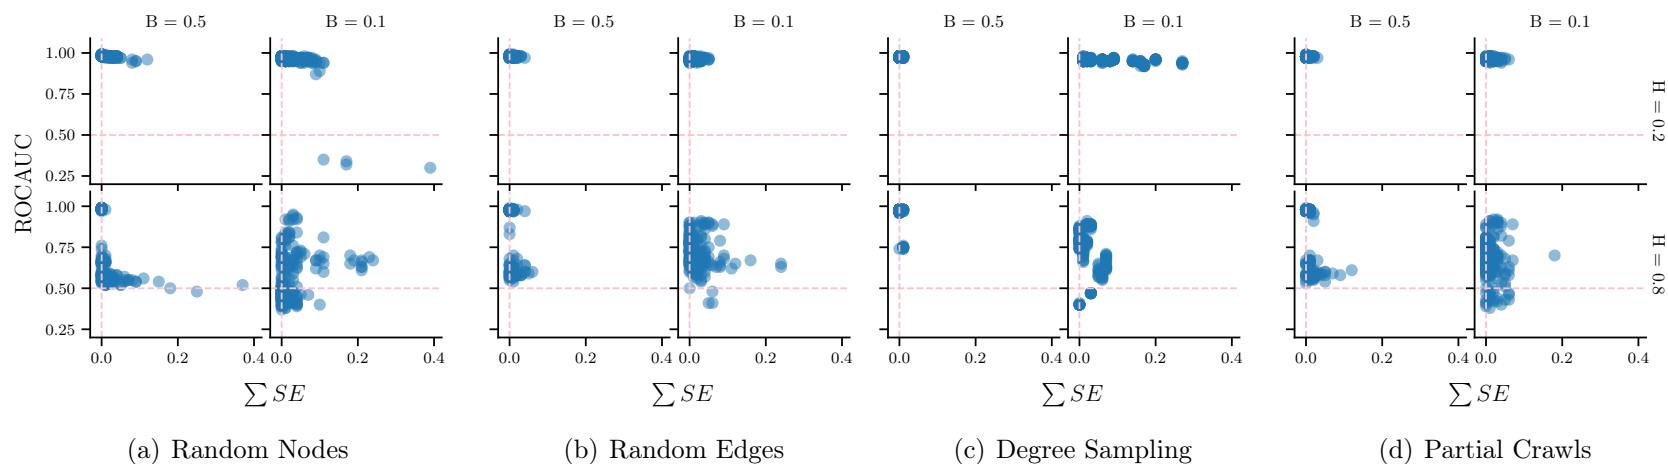 B = 0.5 B = 0.1 B = 0.5 B = 0.1 B = 0.5 B = 0.1 B = 0.5 B = 0.1
ROCAUC
1.00
0.75
0.50
0.25
H = 0.2
1.00
0.75
0.50
0.25
H = 0.8
0.0 0.2 0.4 0.0 0.2 0.4 0.0 0.2 0.4 0.0 0.2 0.4 0.0 0.2 0.4 0.0 0.2 0.4 0.0 0.2 0.4 0.0 0.2 0.4
∑ SE ∑ SE ∑ SE ∑ SE
(a) Random Nodes (b) Random Edges (c) Degree Sampling (d) Partial Crawls